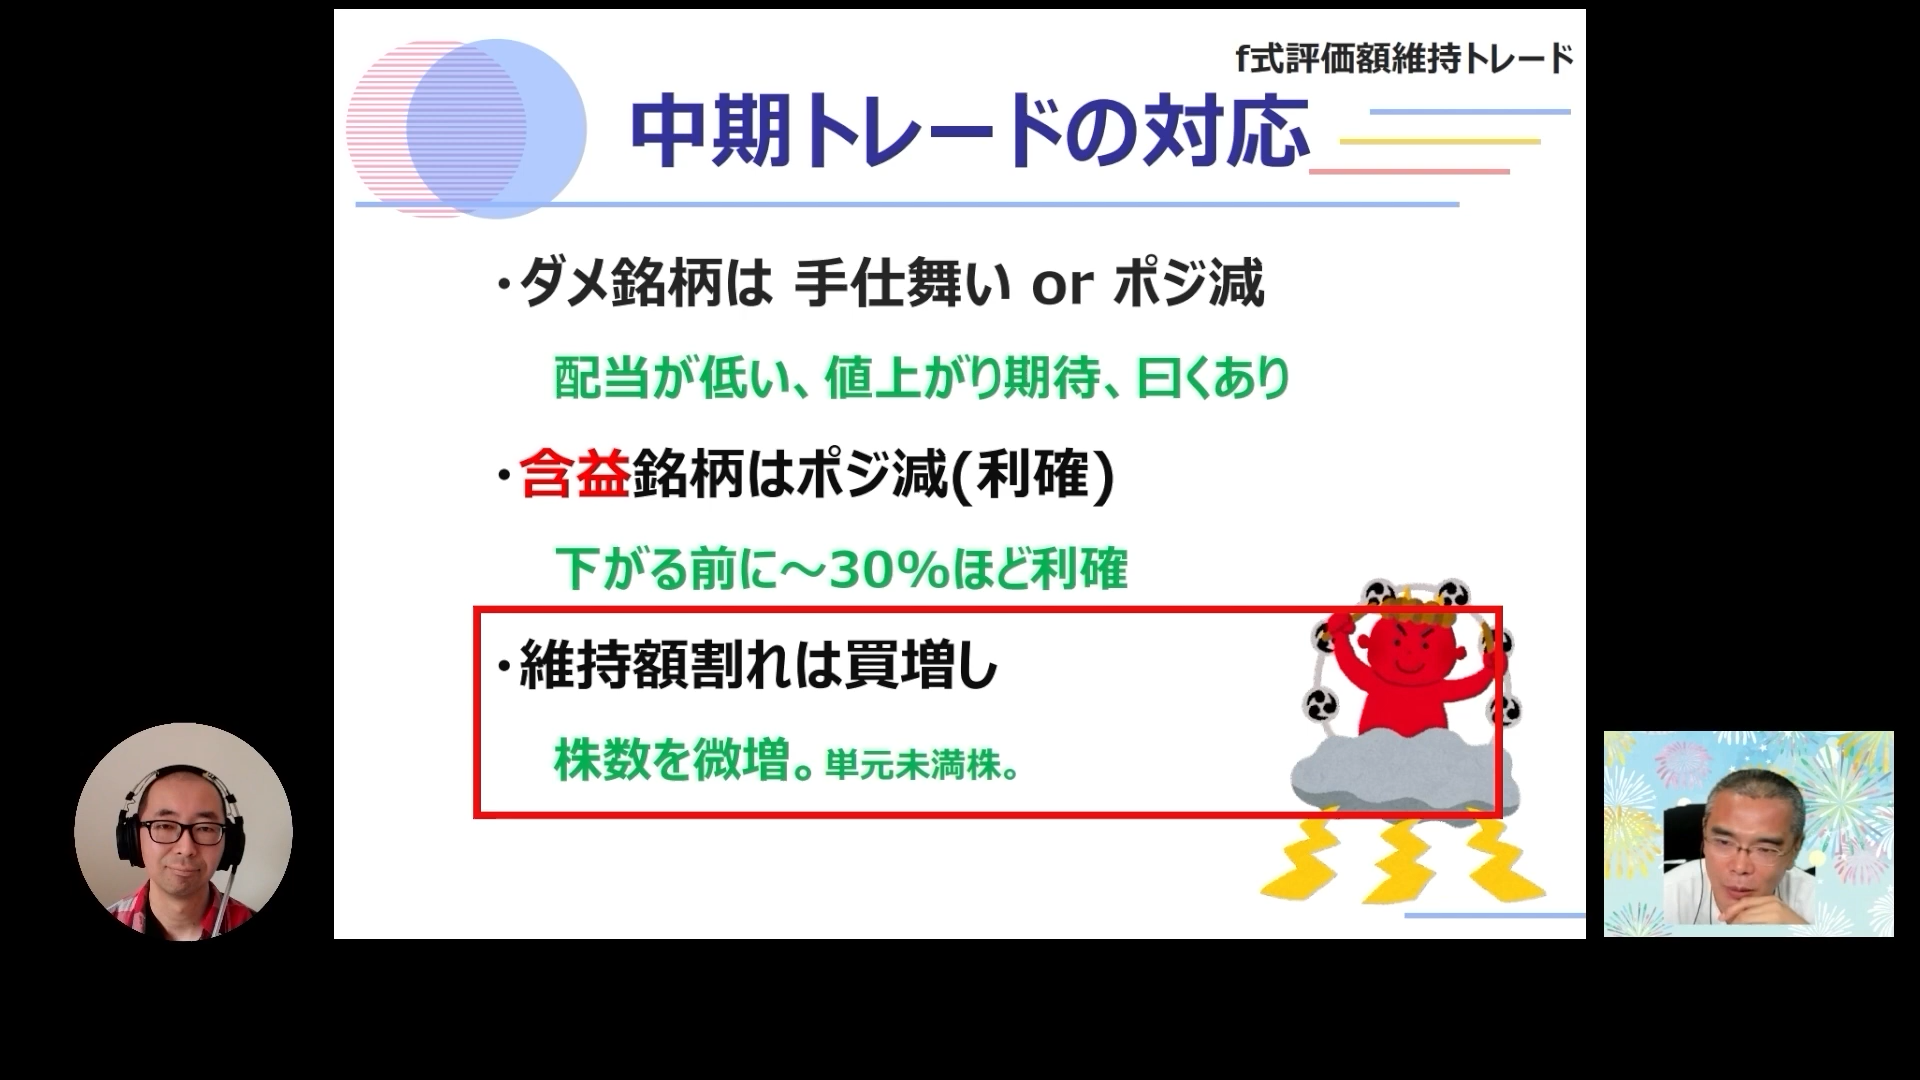 f式評価額維持トレード
中期トレードの対応
・ダメ銘柄は 手仕舞い or ポジ減
配当が低い、値上がり期待、曰くあり
・含益銘柄はポジ減(利確)
下がる前に～30%ほど利確
・維持額割れは買増し
株数を微増。単元未満株。